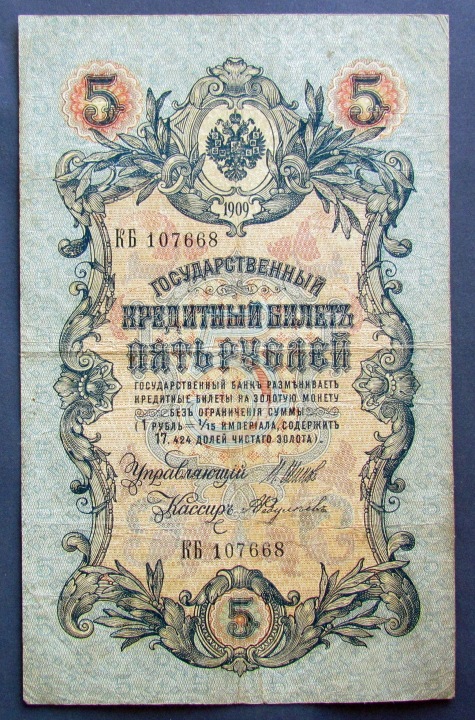 5 5
1909
КБ 107668
ГОСУДАРСТВЕННЫЙ
КРЕДИТНЫЙ БИЛЕТЪ
ПЯТЬ РУБЛЕЙ
ГОСУДАРСТВЕННЫЙ БАНКЪ РАЗМѢНИВАЕТЪ
КРЕДИТНЫЕ БИЛЕТЫ НА ЗОЛОТУЮ МОНЕТУ
БЕЗЪ ОГРАНИЧЕНІЯ СУММЫ
(1 РУБЛЬ = 1/15 ИМПЕРІАЛА, СОДЕРЖИТЪ
17,424 ДОЛЕЙ ЧИСТАГО ЗОЛОТА).
Управляющій
Кассиръ
КБ 107668
5